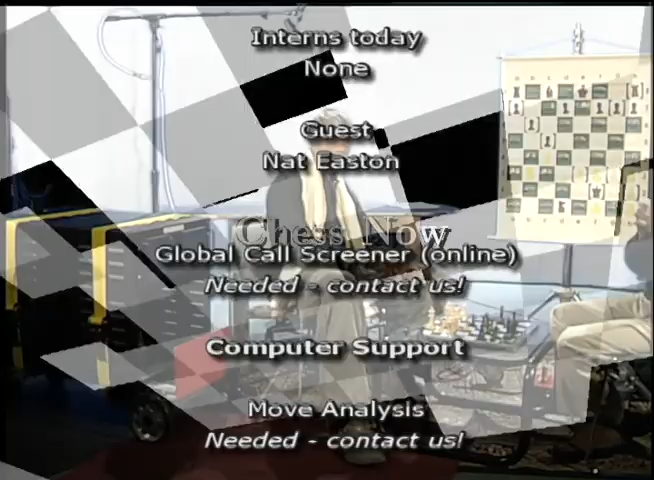 Interns today
None
Guest
Nat Easton
Chess Now
Global Call Screener (online)
Needed - contact us!
Computer Support
Move Analysis
Needed - contact us!